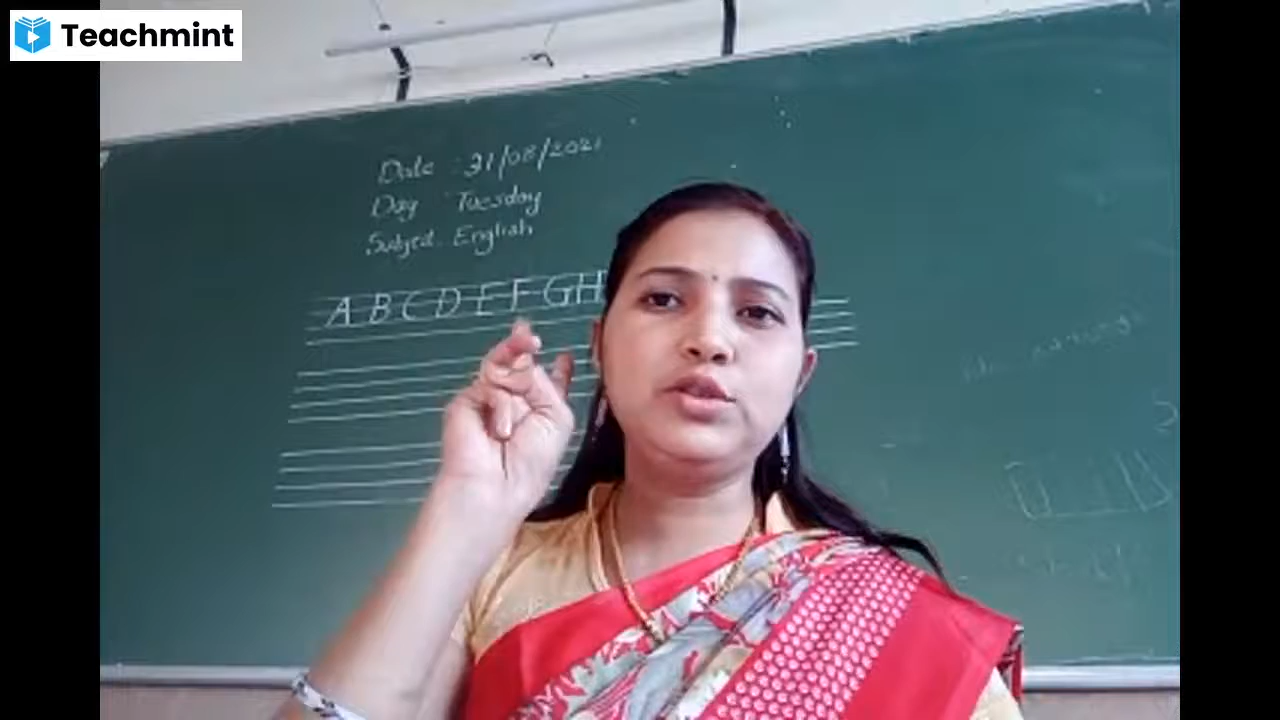 Teachmint
Date : 31/08/2021
Day Tuesday
Subject. English
A B C D E F G H